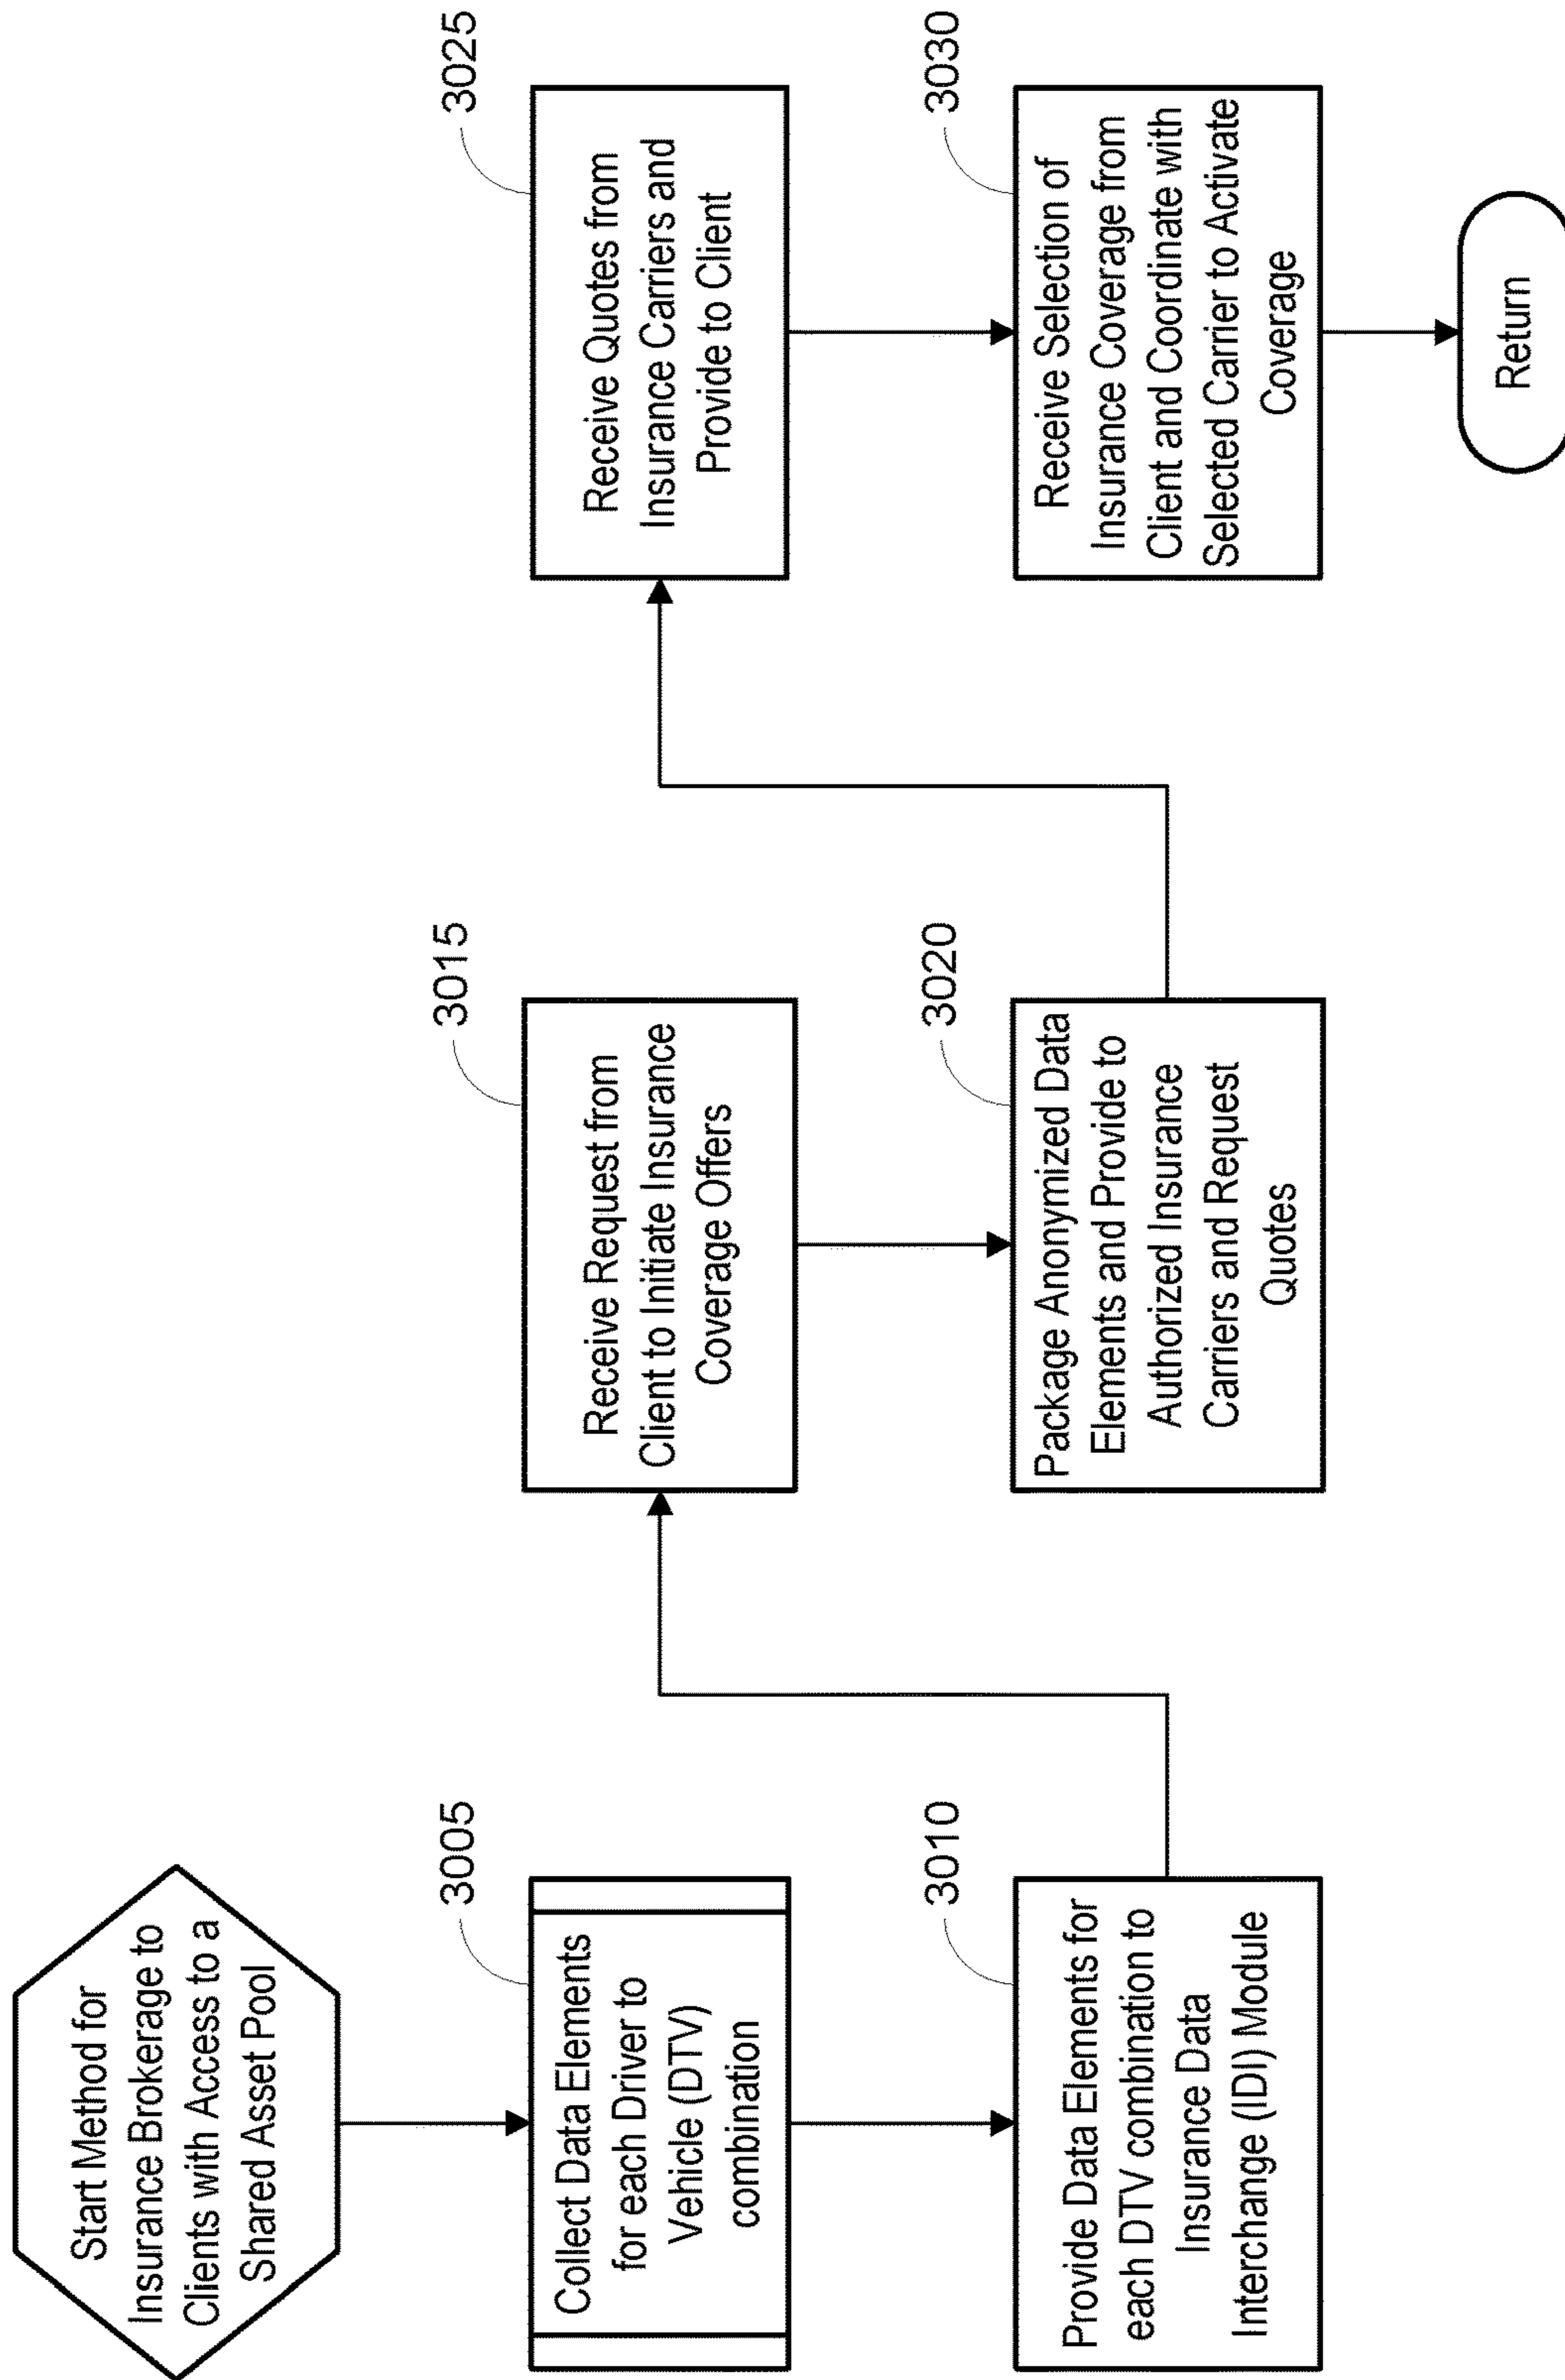 Start Method for
Insurance Brokerage to
Clients with Access to a
Shared Asset Pool
3005
Collect Data Elements
for each Driver to
Vehicle (DTV)
combination
3010
Provide Data Elements for
each DTV combination to
Insurance Data
Interchange (IDI) Module
3015
Receive Request from
Client to Initiate Insurance
Coverage Offers
3020
Package Anonymized Data
Elements and Provide to
Authorized Insurance
Carriers and Request
Quotes
3025
Receive Quotes from
Insurance Carriers and
Provide to Client
3030
Receive Selection of
Insurance Coverage from
Client and Coordinate with
Selected Carrier to Activate
Coverage
Return